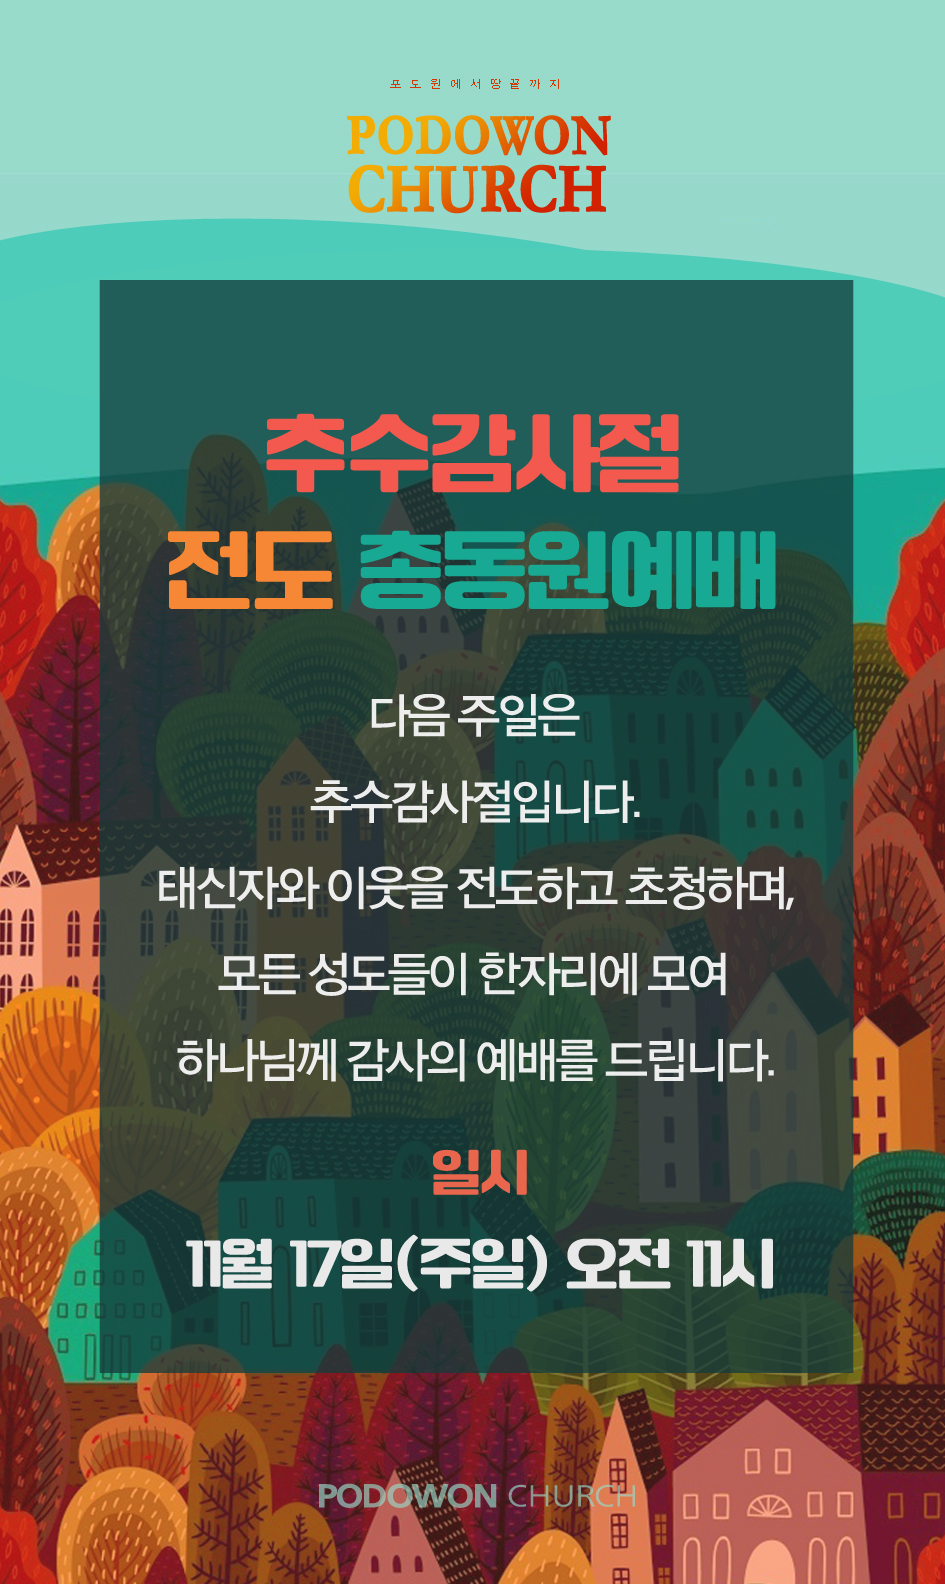 포도원에서땅끝까지
PODOWON
CHURCH
추수감사절
전도 총동원예배
다음 주일은
추수감사절입니다.
태신자와 이웃을 전도하고 초청하며,
모든 성도들이 한자리에 모여
하나님께 감사의 예배를 드립니다.
일시
11월 17일(주일) 오전 11시
PODOWON CHURCH